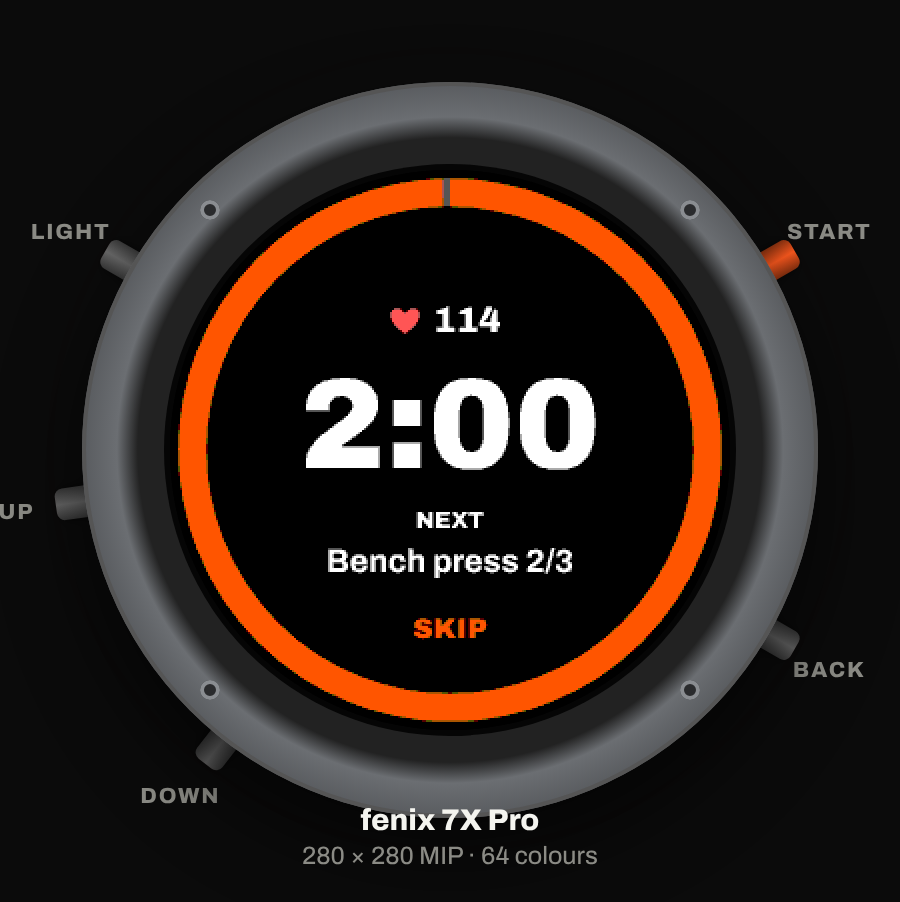 LIGHT
START
114
2:00
NEXT
Bench press 2/3
UP
SKIP
BACK
DOWN
fenix 7X Pro
280 × 280 MIP · 64 colours